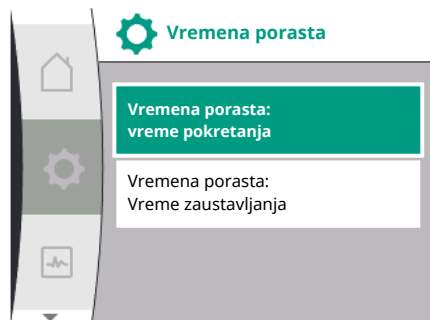 Vremena porasta
Vremena porasta:
vreme pokretanja
Vremena porasta:
Vreme zaustavljanja